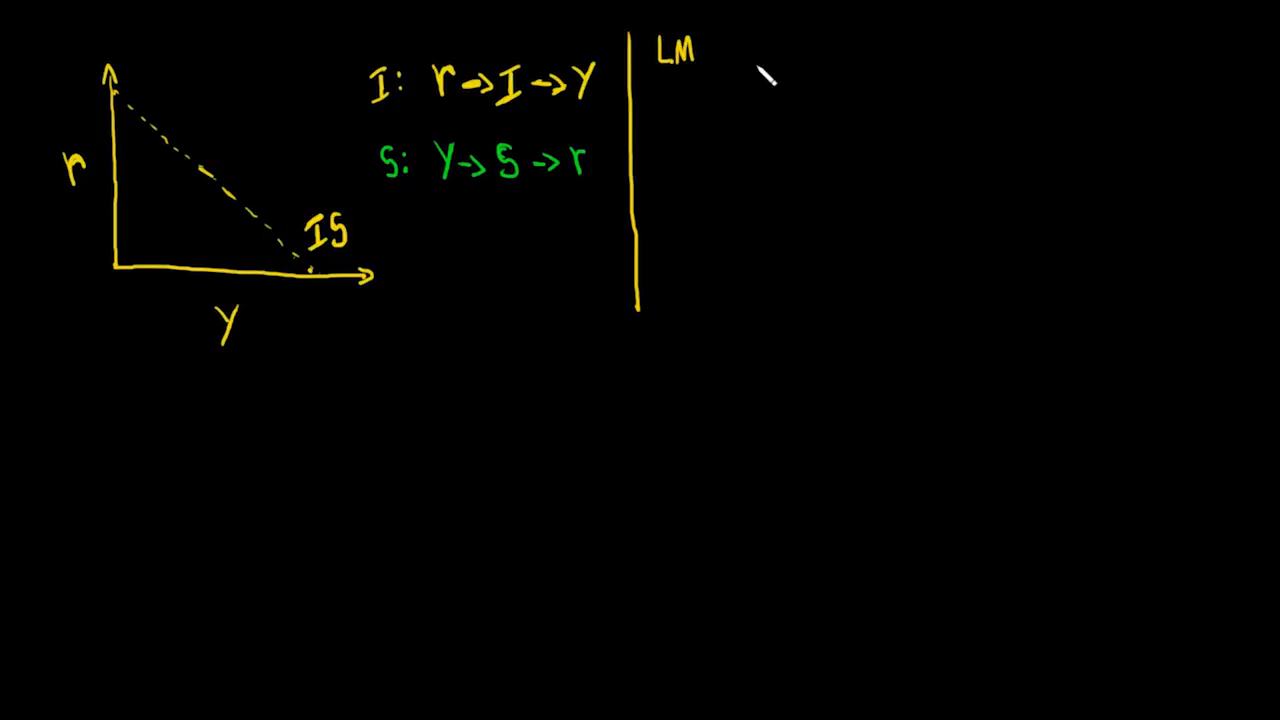 I: r→I→Y
S: Y→S→r
r
IS
Y
LM